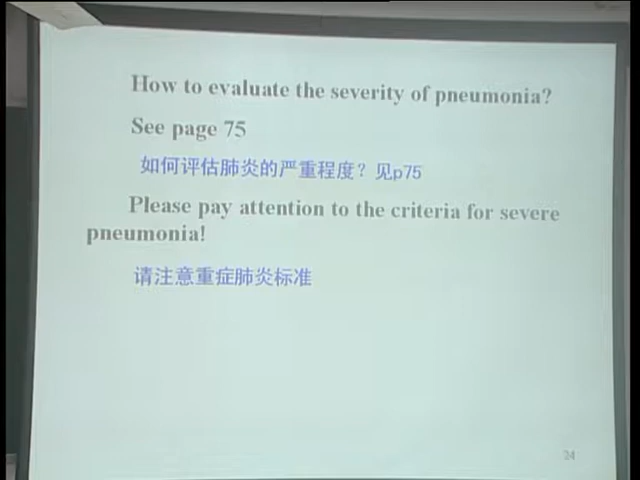 How to evaluate the severity of pneumonia?
See page 75
如何评估肺炎的严重程度？见p75
Please pay attention to the criteria for severe
pneumonia!
请注意重症肺炎标准
24